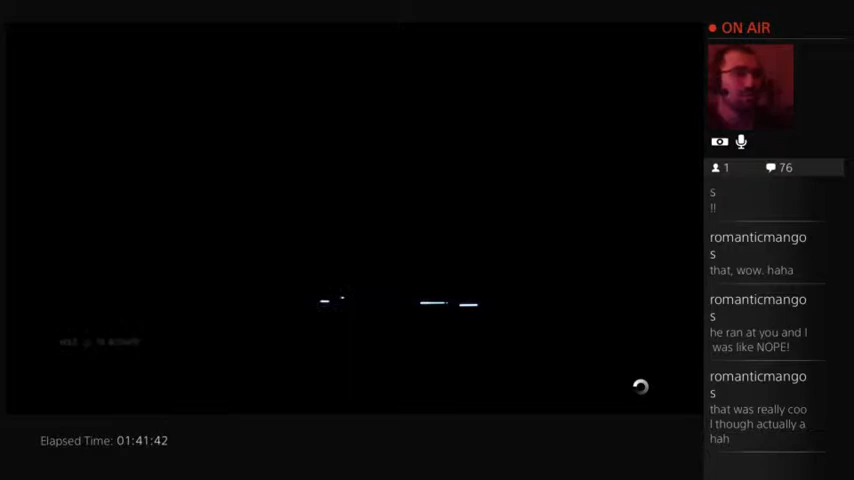 ON AIR
1 76
s
!!
romanticmango
s
that, wow. haha
romanticmango
s
he ran at you and I
was like NOPE!
romanticmango
s
that was really coo
l though actually a
hah
Elapsed Time: 01:41:42